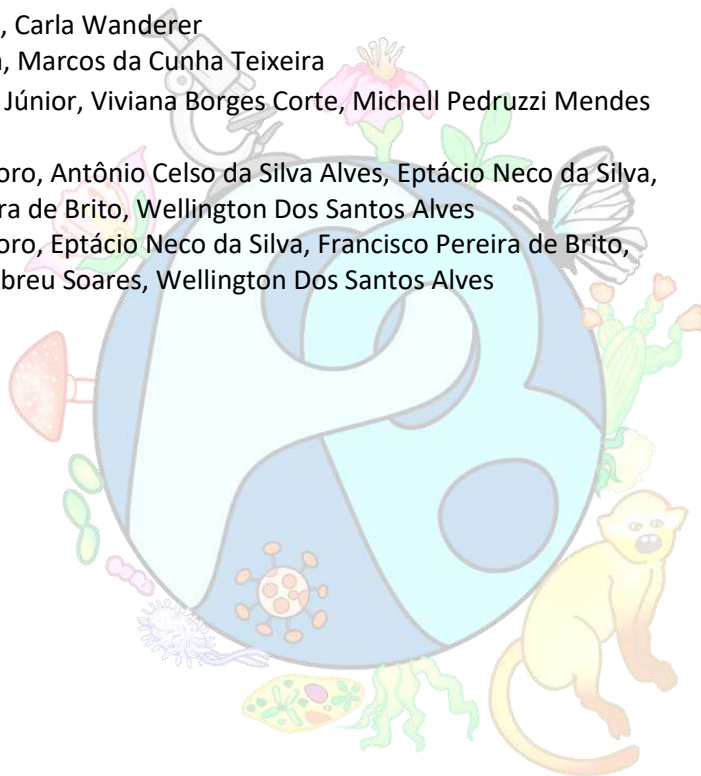 , Carla Wanderer
, Marcos da Cunha Teixeira
Júnior, Viviana Borges Corte, Michell Pedruzzi Mendes
oro, Antônio Celso da Silva Alves, Eptácio Neco da Silva,
ra de Brito, Wellington Dos Santos Alves
oro, Eptácio Neco da Silva, Francisco Pereira de Brito,
breu Soares, Wellington Dos Santos Alves